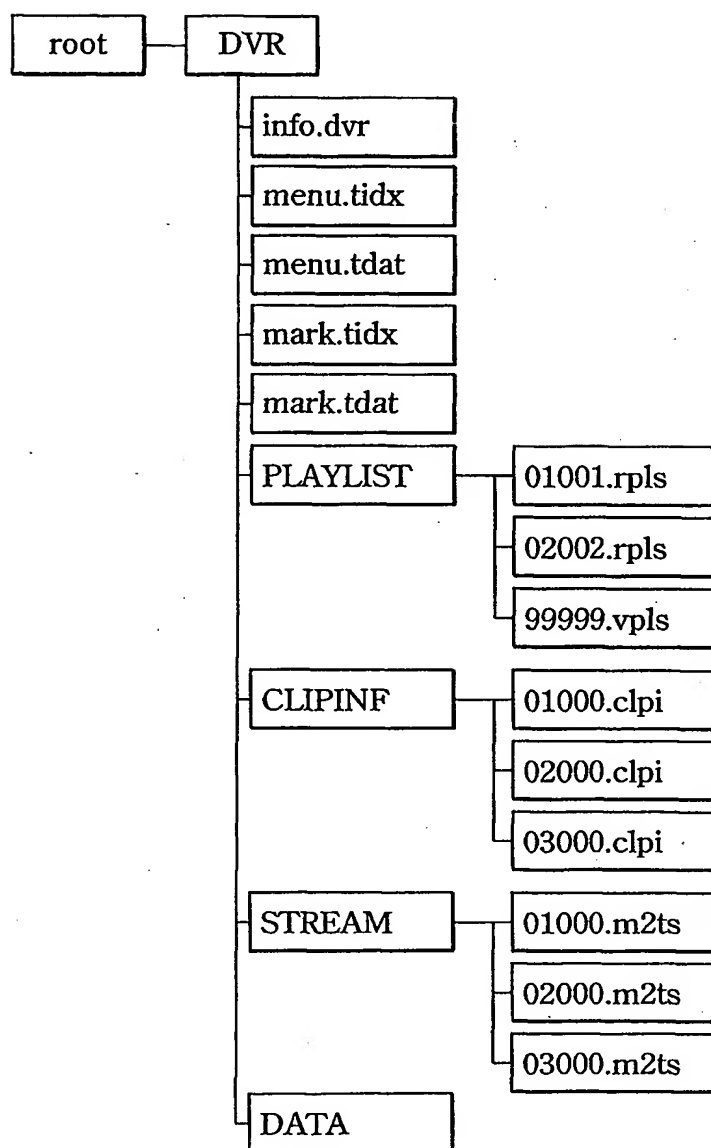 root DVR
info.dvr
menu.tidx
menu.tdat
mark.tidx
mark.tdat
PLAYLIST 01001.rpls
02002.rpls
99999.vpls
CLIPINF 01000.clpi
02000.clpi
03000.clpi
STREAM 01000.m2ts
02000.m2ts
03000.m2ts
DATA